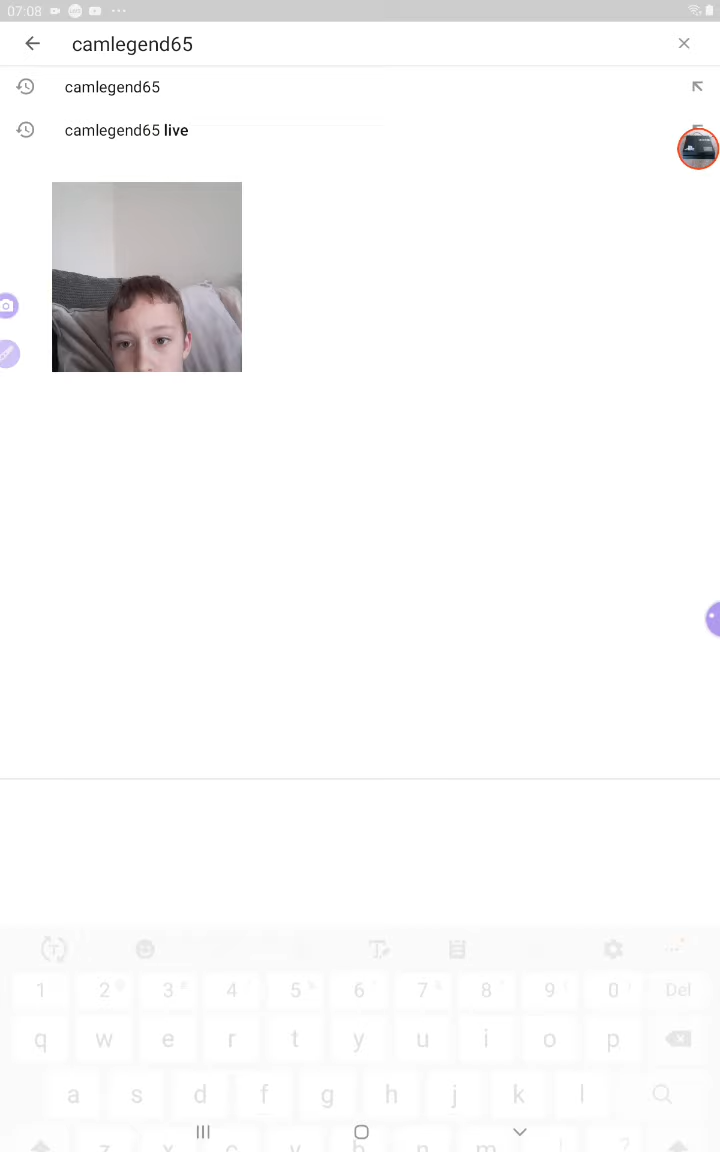 07:08
camlegend65
camlegend65
camlegend65 live
1 2 3 4 5 6 7 8 9 0 Del
q w e r t y u i o p
a s d f g h j k l
z x c v b n m ! ?